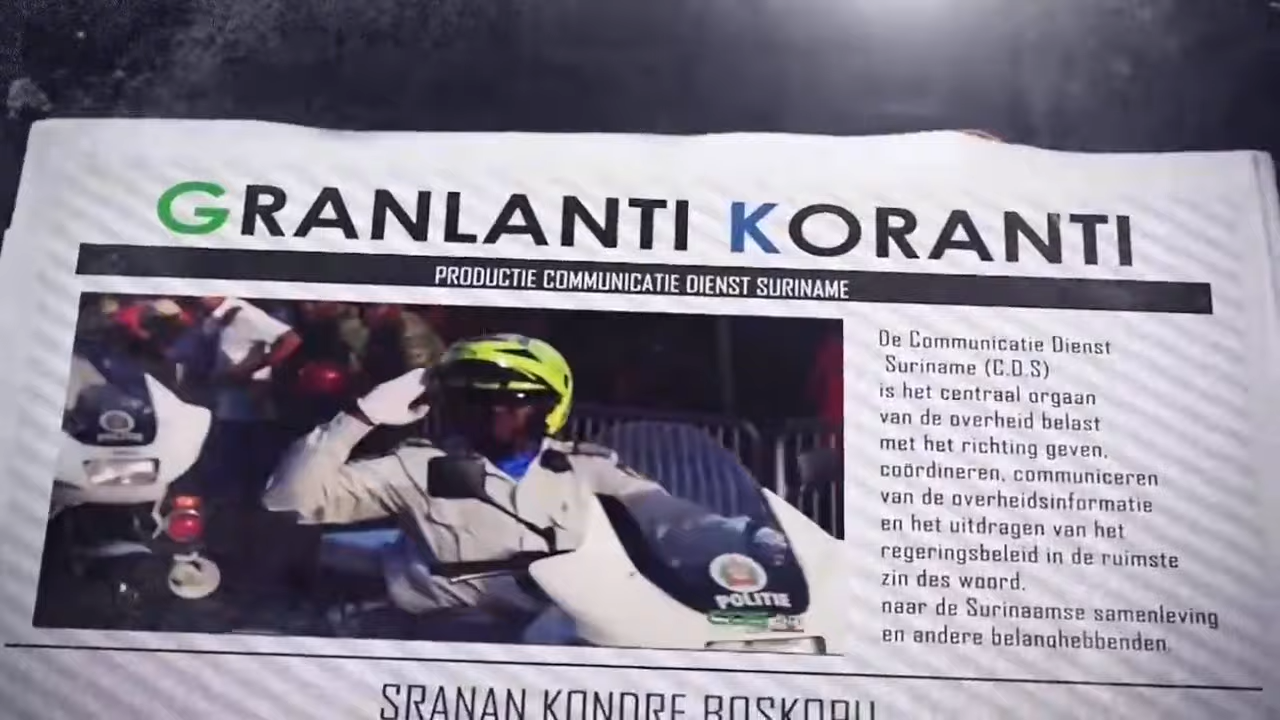 GRANLANTI KORANTI
PRODUCTIE COMMUNICATIE DIENST SURINAME
De Communicatie Dienst
Suriname (C.D.S)
is het centraal orgaan
van de overheid belast
met het richting geven,
coördineren, communiceren
van de overheidsinformatie
en het uitdragen van het
regeringsbeleid in de ruimste
zin des woord.
naar de Surinaamse samenleving
en andere belanghebbenden.
POLITIE
POLITIE
SRANAN KONDRE BOSKOPU